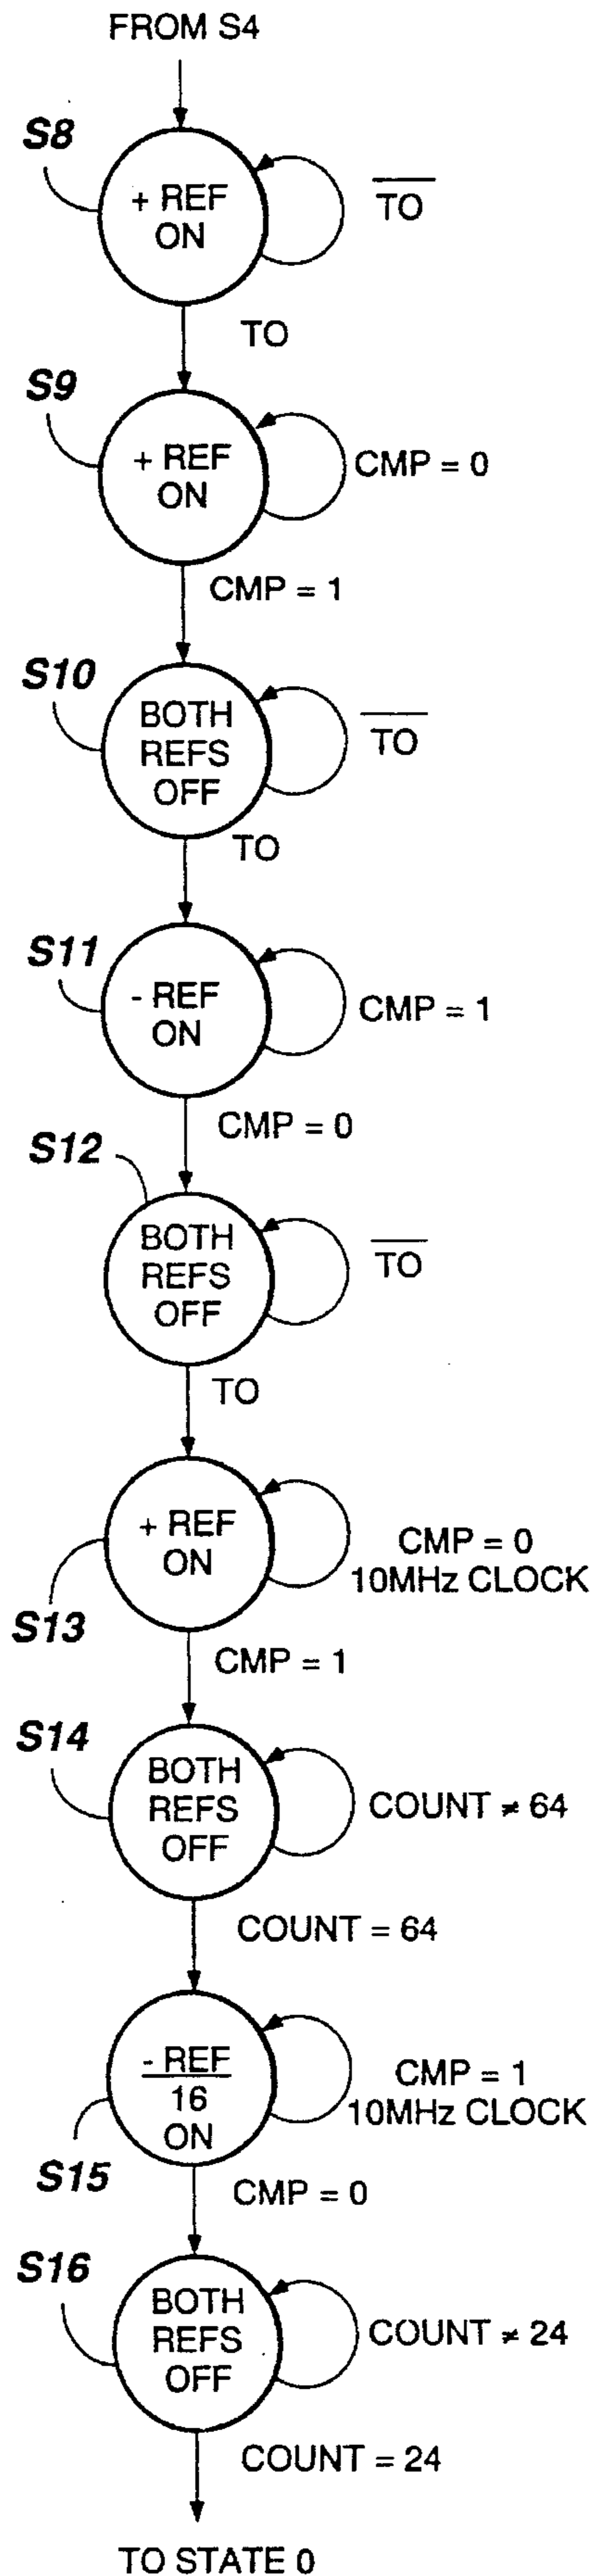 FROM S4
S8
+ REF
ON
TO
TO
S9
+ REF
ON
CMP = 0
CMP = 1
S10
BOTH
REFS
OFF
TO
TO
S11
- REF
ON
CMP = 1
CMP = 0
S12
BOTH
REFS
OFF
TO
TO
S13
+ REF
ON
CMP = 0
10MHz CLOCK
CMP = 1
S14
BOTH
REFS
OFF
COUNT ≠ 64
COUNT = 64
S15
- REF
16
ON
CMP = 1
10MHz CLOCK
CMP = 0
S16
BOTH
REFS
OFF
COUNT ≠ 24
COUNT = 24
TO STATE 0